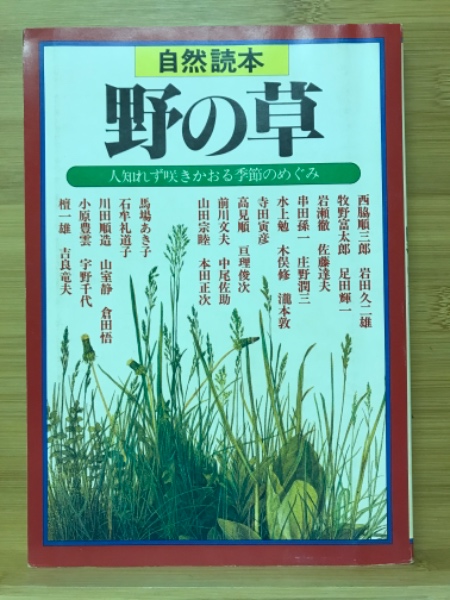 自然読本
野の草
人知れず咲きかおる季節のめぐみ
西脇順三郎 岩田久二雄
牧野富太郎 足田輝一
岩瀬徹 佐藤達夫
串田孫一 庄野潤三
水上勉 木俣修 瀧本敦
寺田寅彦
高見順 亘理俊次
前川文夫 中尾佐助
山田宗睦 本田正次
馬場あき子
石牟礼道子
川田順造 山室静 倉田悟
小原豊雲 宇野千代
檀一雄 吉良竜夫